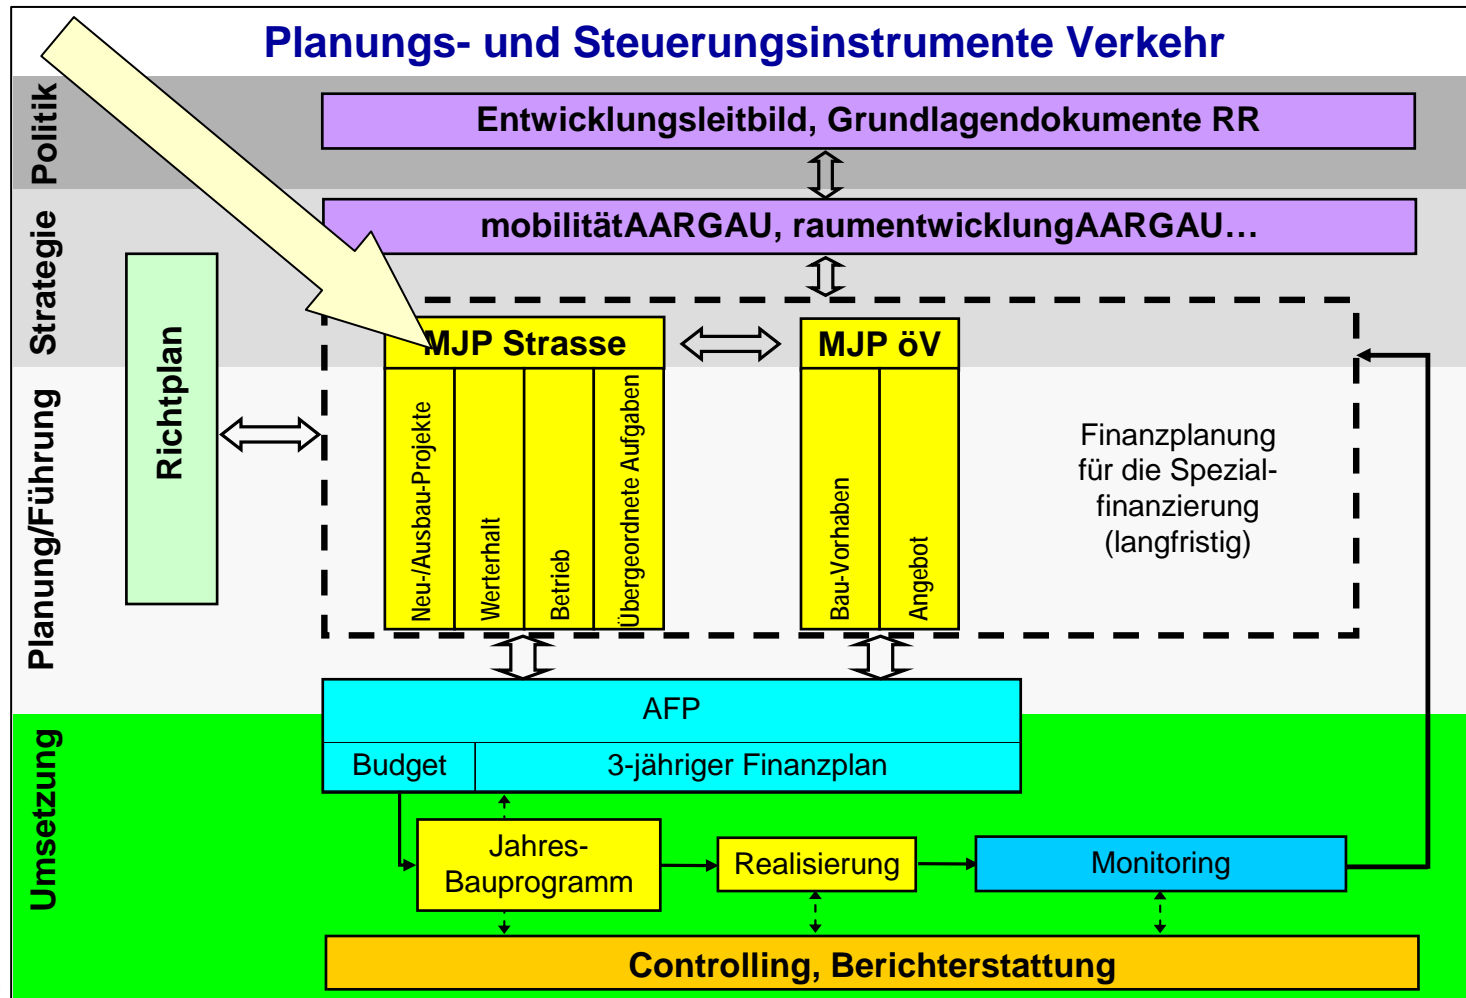 Planungs- und Steuerungsinstrumente Verkehr
Politik
Entwicklungsleitbild, Grundlagendokumente RR
Strategie
mobilitätAARGAU, raumentwicklungAARGAU…
Richtplan
MJP Strasse
MJP öV
Planung/Führung
Neu-/Ausbau-Projekte
Werterhalt
Betrieb
Übergeordnete Aufgaben
Bau-Vorhaben
Angebot
Finanzplanung
für die Spezial-
finanzierung
(langfristig)
AFP
Budget
3-jähriger Finanzplan
Umsetzung
Jahres-
Bauprogramm
Realisierung
Monitoring
Controlling, Berichterstattung